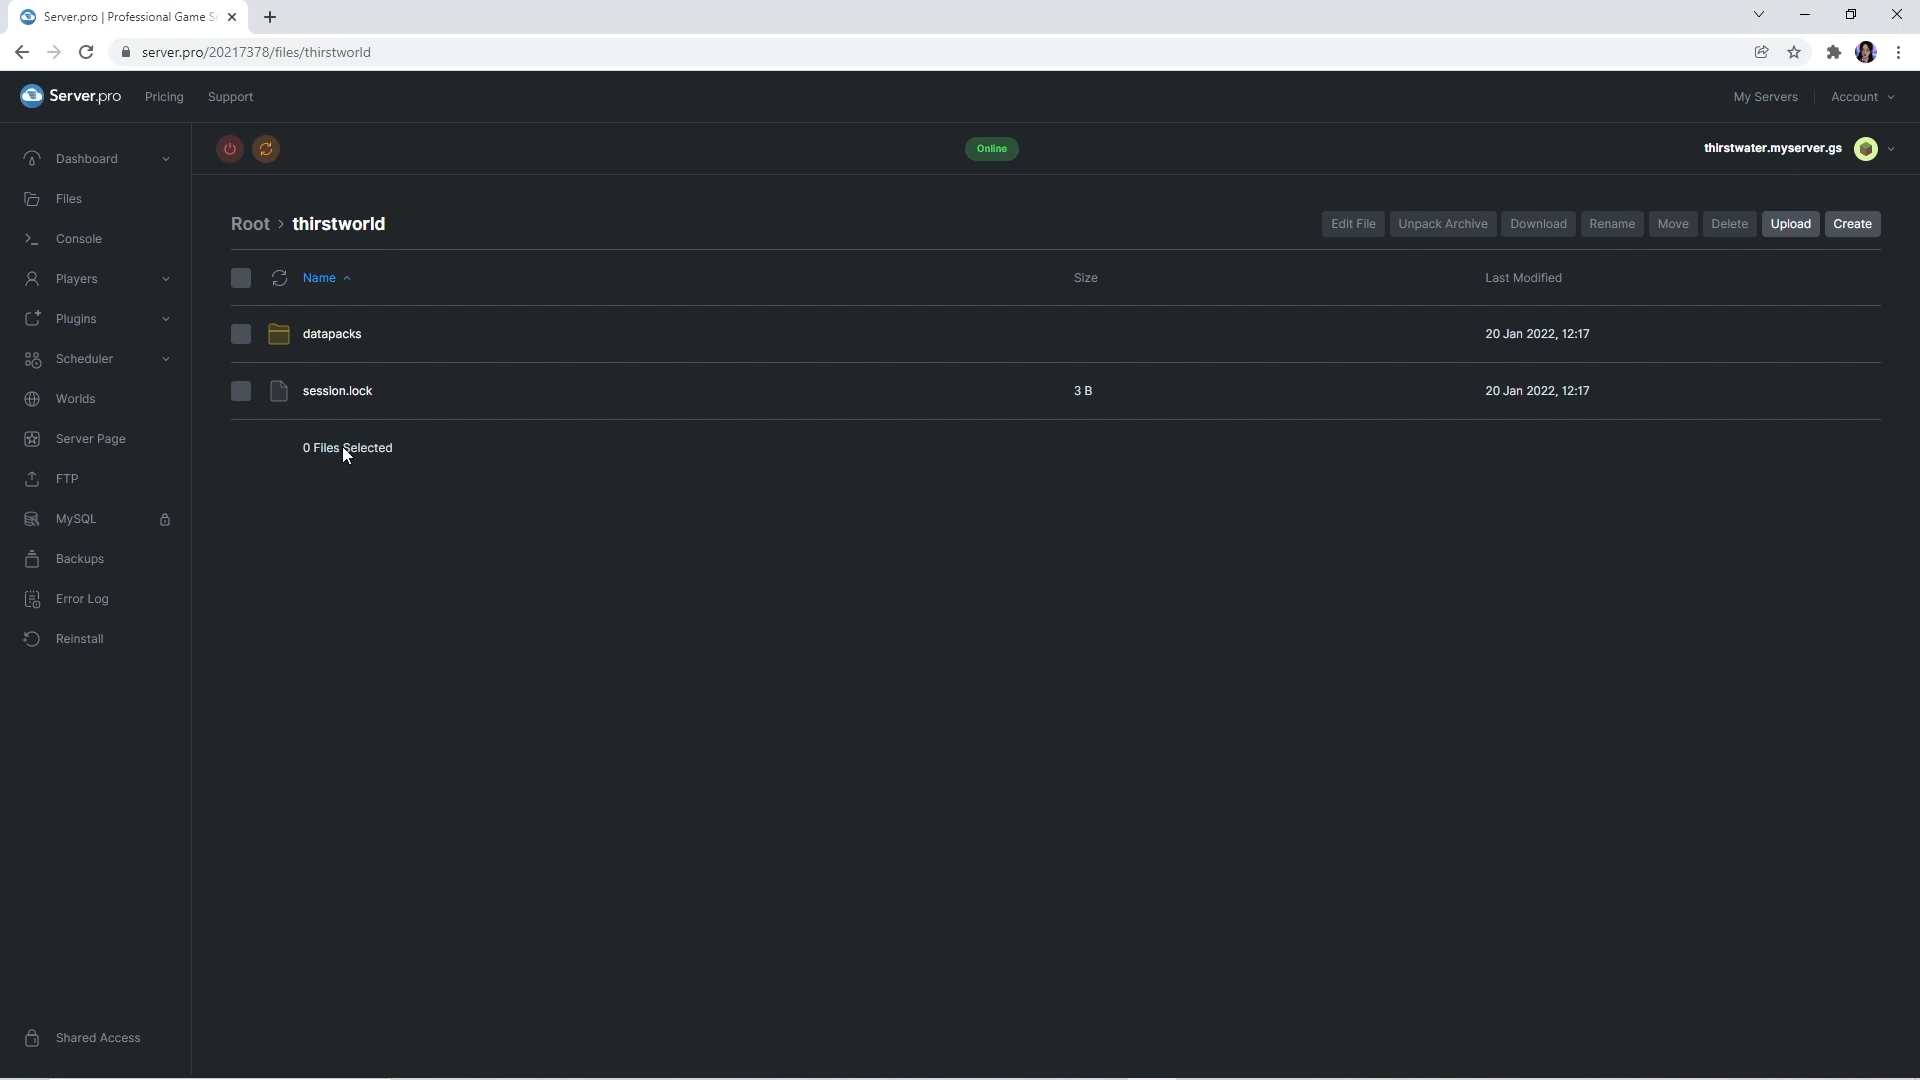 Server.pro | Professional Game Se
server.pro/20217378/files/thirstworld
Server.pro
Pricing
Support
My Servers
Account
Dashboard
Online
thirstwater.myserver.gs
Files
Root > thirstworld
Edit File
Unpack Archive
Download
Rename
Move
Delete
Upload
Create
Console
Players
Name
Size
Last Modified
Plugins
datapacks
20 Jan 2022, 12:17
Scheduler
session.lock
3 B
20 Jan 2022, 12:17
Worlds
Server Page
0 Files Selected
FTP
MySQL
Backups
Error Log
Reinstall
Shared Access